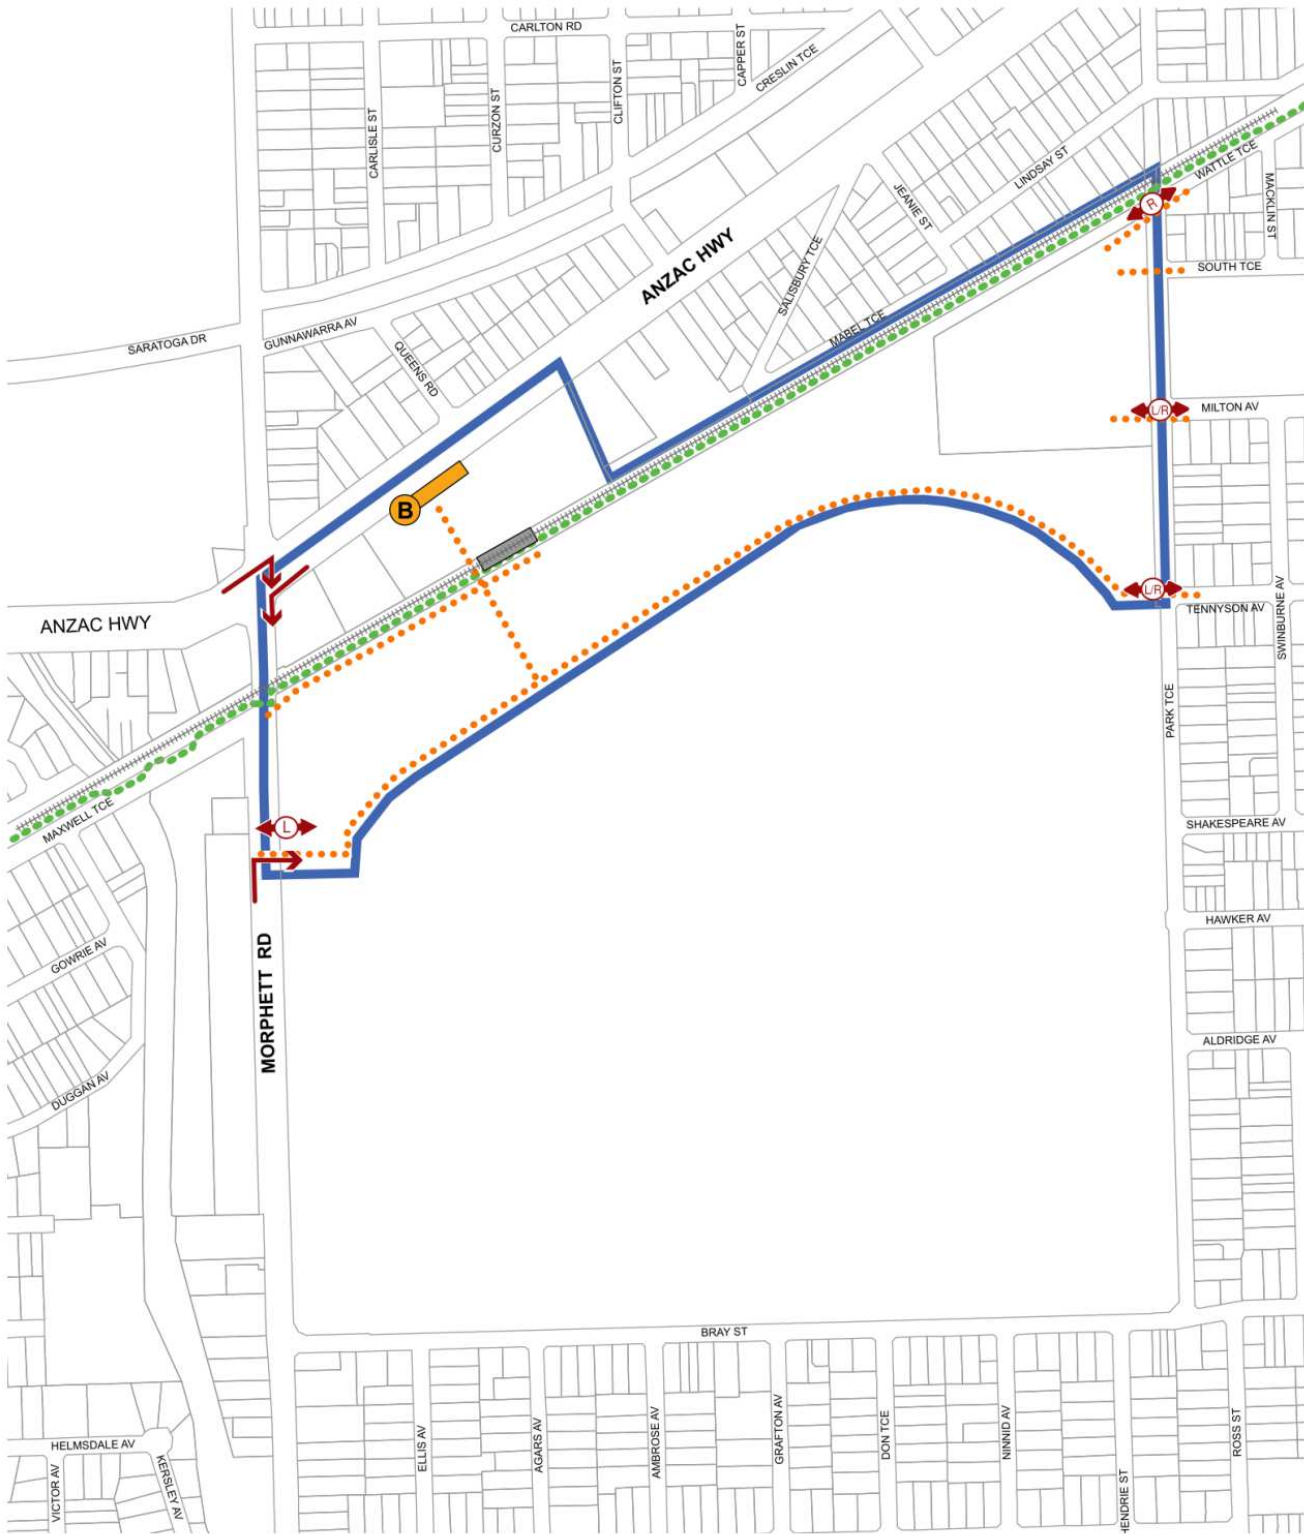 CARLTON RD
CAPPER ST
CRESLIN TCE
CLIFTON ST
CURZON ST
CARLISLE ST
LINDSAY ST
WATTLE TCE
MACKLIN ST
JEANIE ST
R
ANZAC HWY
SALISBURY TCE
SOUTH TCE
MABEL TCE
GUNNAWARRA AV
SARATOGA DR
QUEENS RD
L/R
MILTON AV
B
L/R
TENNYSON AV
SWINBURNE AV
ANZAC HWY
PARK TCE
MAXWELL TCE
L
SHAKESPEARE AV
HAWKER AV
GOWRIE AV
MORPHETT RD
ALDRIDGE AV
DUGGAN AV
BRAY ST
HELMSDALE AV
VICTOR AV
KERSLEY AV
ELLIS AV
AGARS AV
AMBROSE AV
GRAFTON AV
DON TCE
NINNID AV
HENDRIE ST
ROSS ST